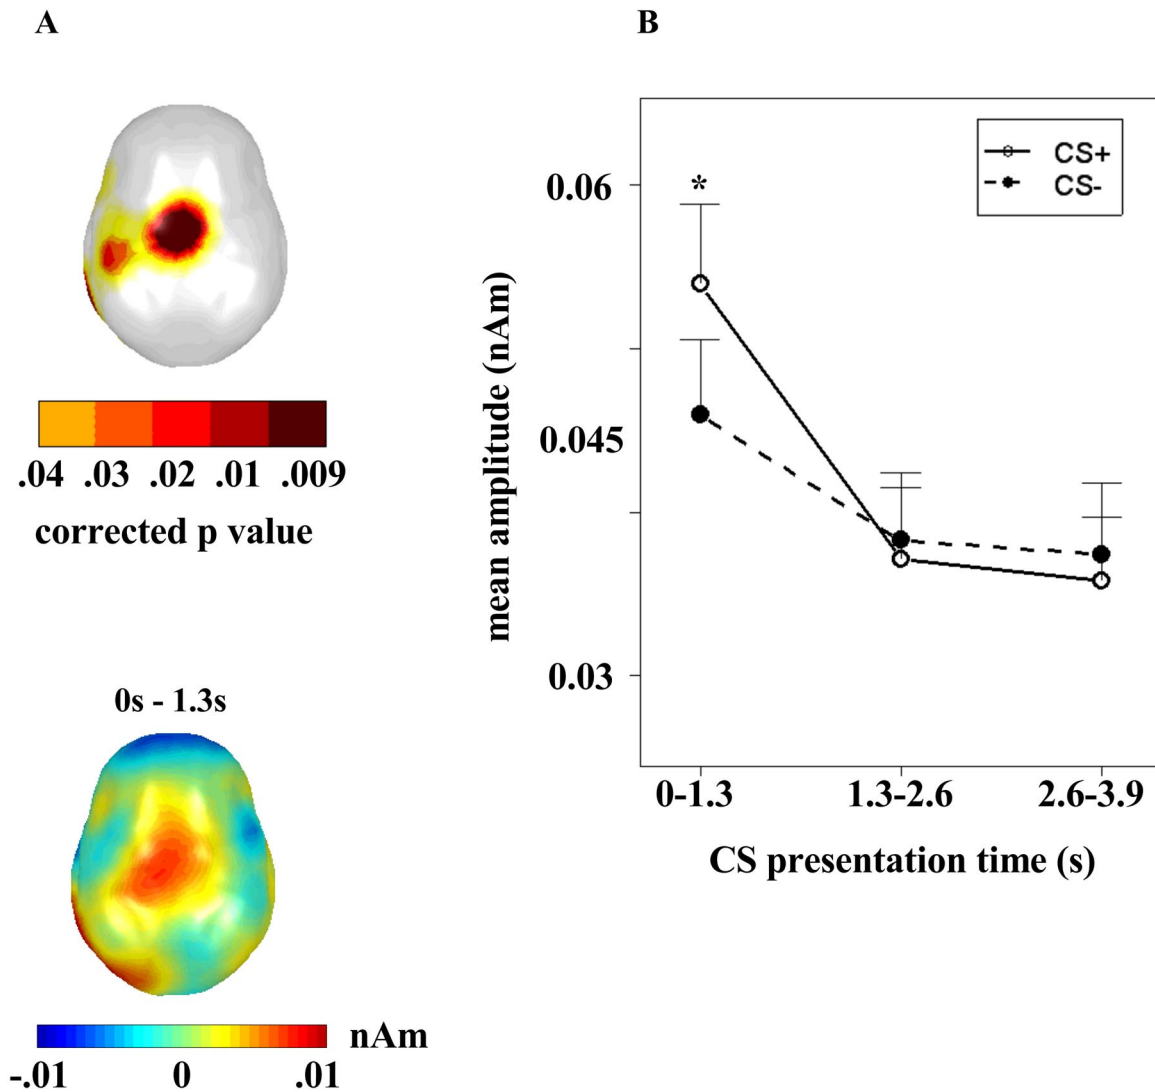 A
.04 .03 .02 .01 .009
corrected p value
0s - 1.3s
nAm
-.01 0 .01
B
*
CS+
CS-
0.06
0.045
0.03
mean amplitude (nAm)
0-1.3 1.3-2.6 2.6-3.9
CS presentation time (s)